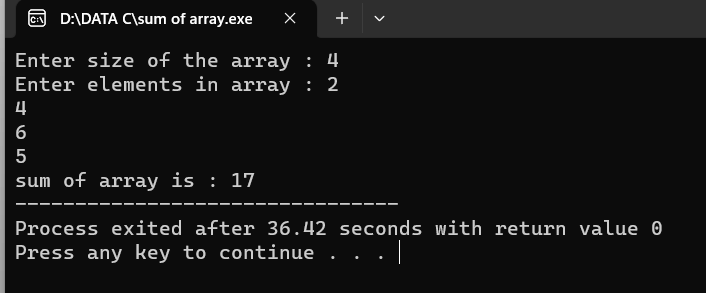 D:\DATA C\sum of array.exe
Enter size of the array : 4
Enter elements in array : 2
4
6
5
sum of array is : 17
--------------------------------
Process exited after 36.42 seconds with return value 0
Press any key to continue . . .